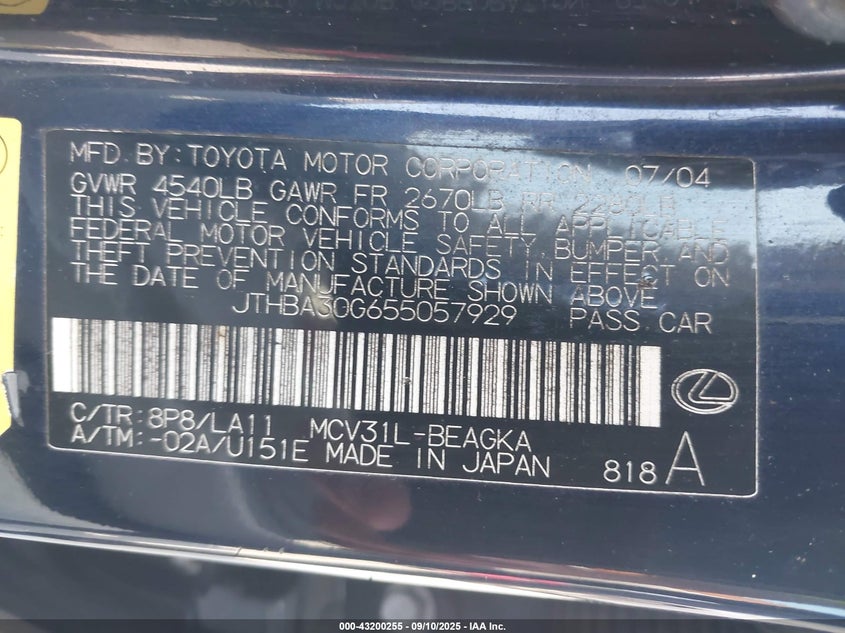 MFD. BY: TOYOTA MOTOR CORPORATION 07/04
GVWR 4540LB GAWR FR 2670LB RR
THIS VEHICLE CONFORMS TO ALL APPLICABLE
FEDERAL MOTOR VEHICLE SAFETY, BUMPER, AND
THEFT PREVENTION STANDARDS IN EFFECT ON
THE DATE OF MANUFACTURE SHOWN ABOVE.
JTHBA30G655057929 PASS. CAR
C/TR: 8P8/LA11 MCV31L-BEAGKA
A/TM: -02A/U151E MADE IN JAPAN
818A
000-43200255 - 09/10/2025 - IAA Inc.